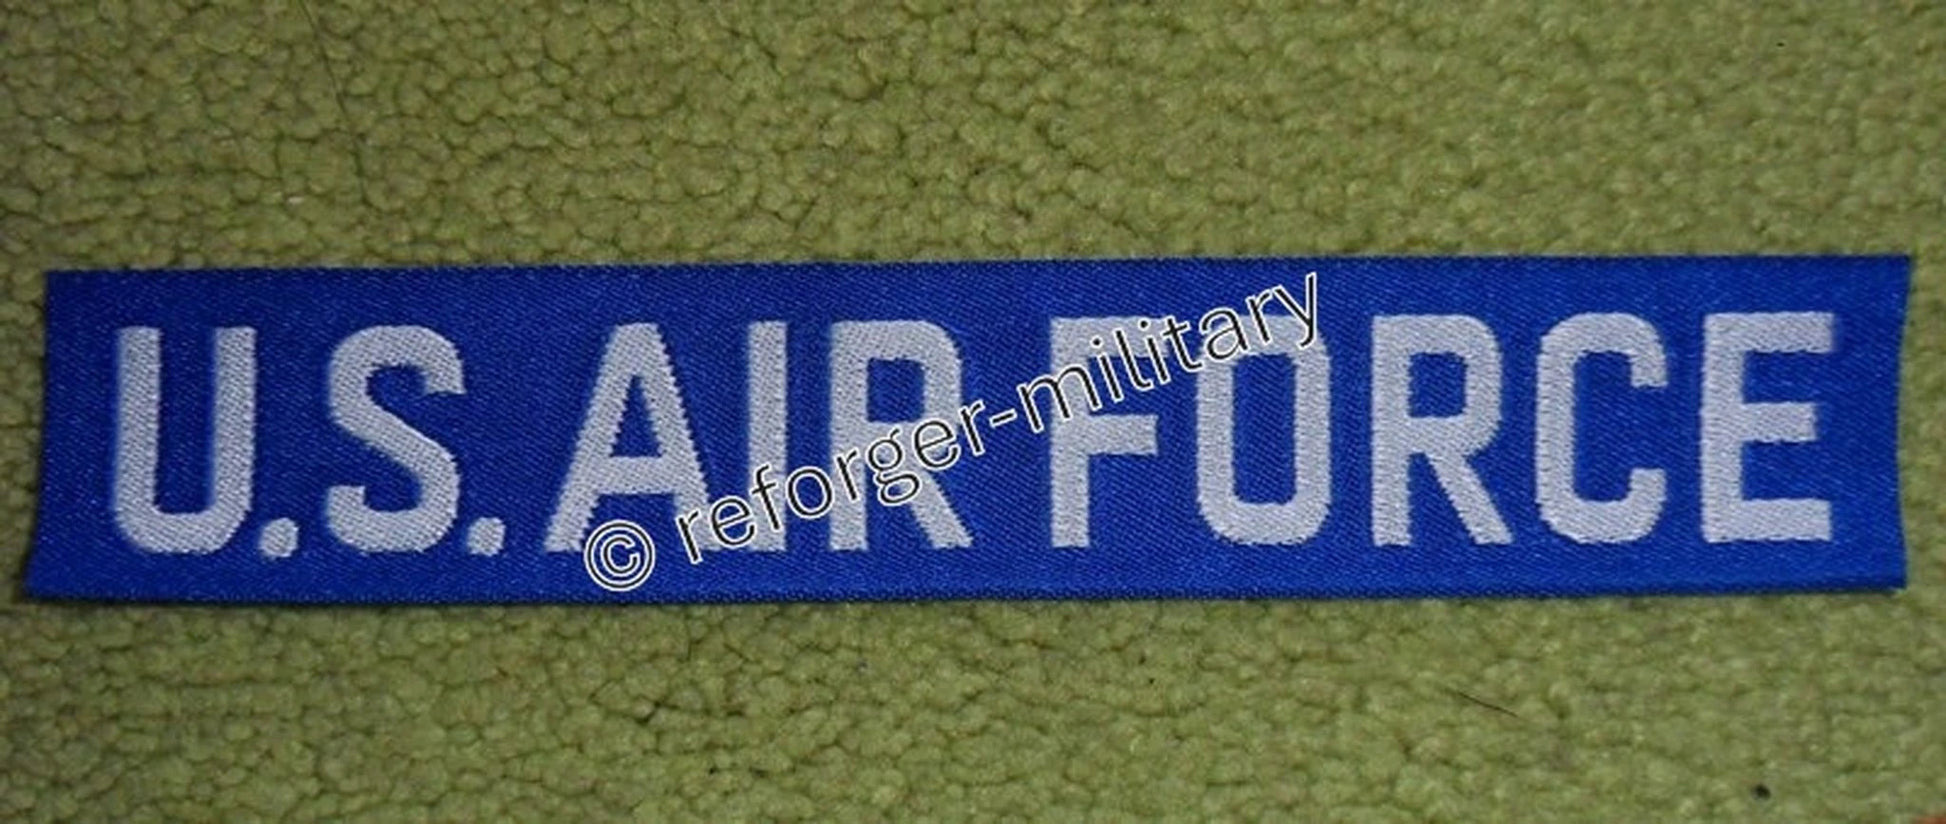 U.S. AIR FORCE
© reforger-military